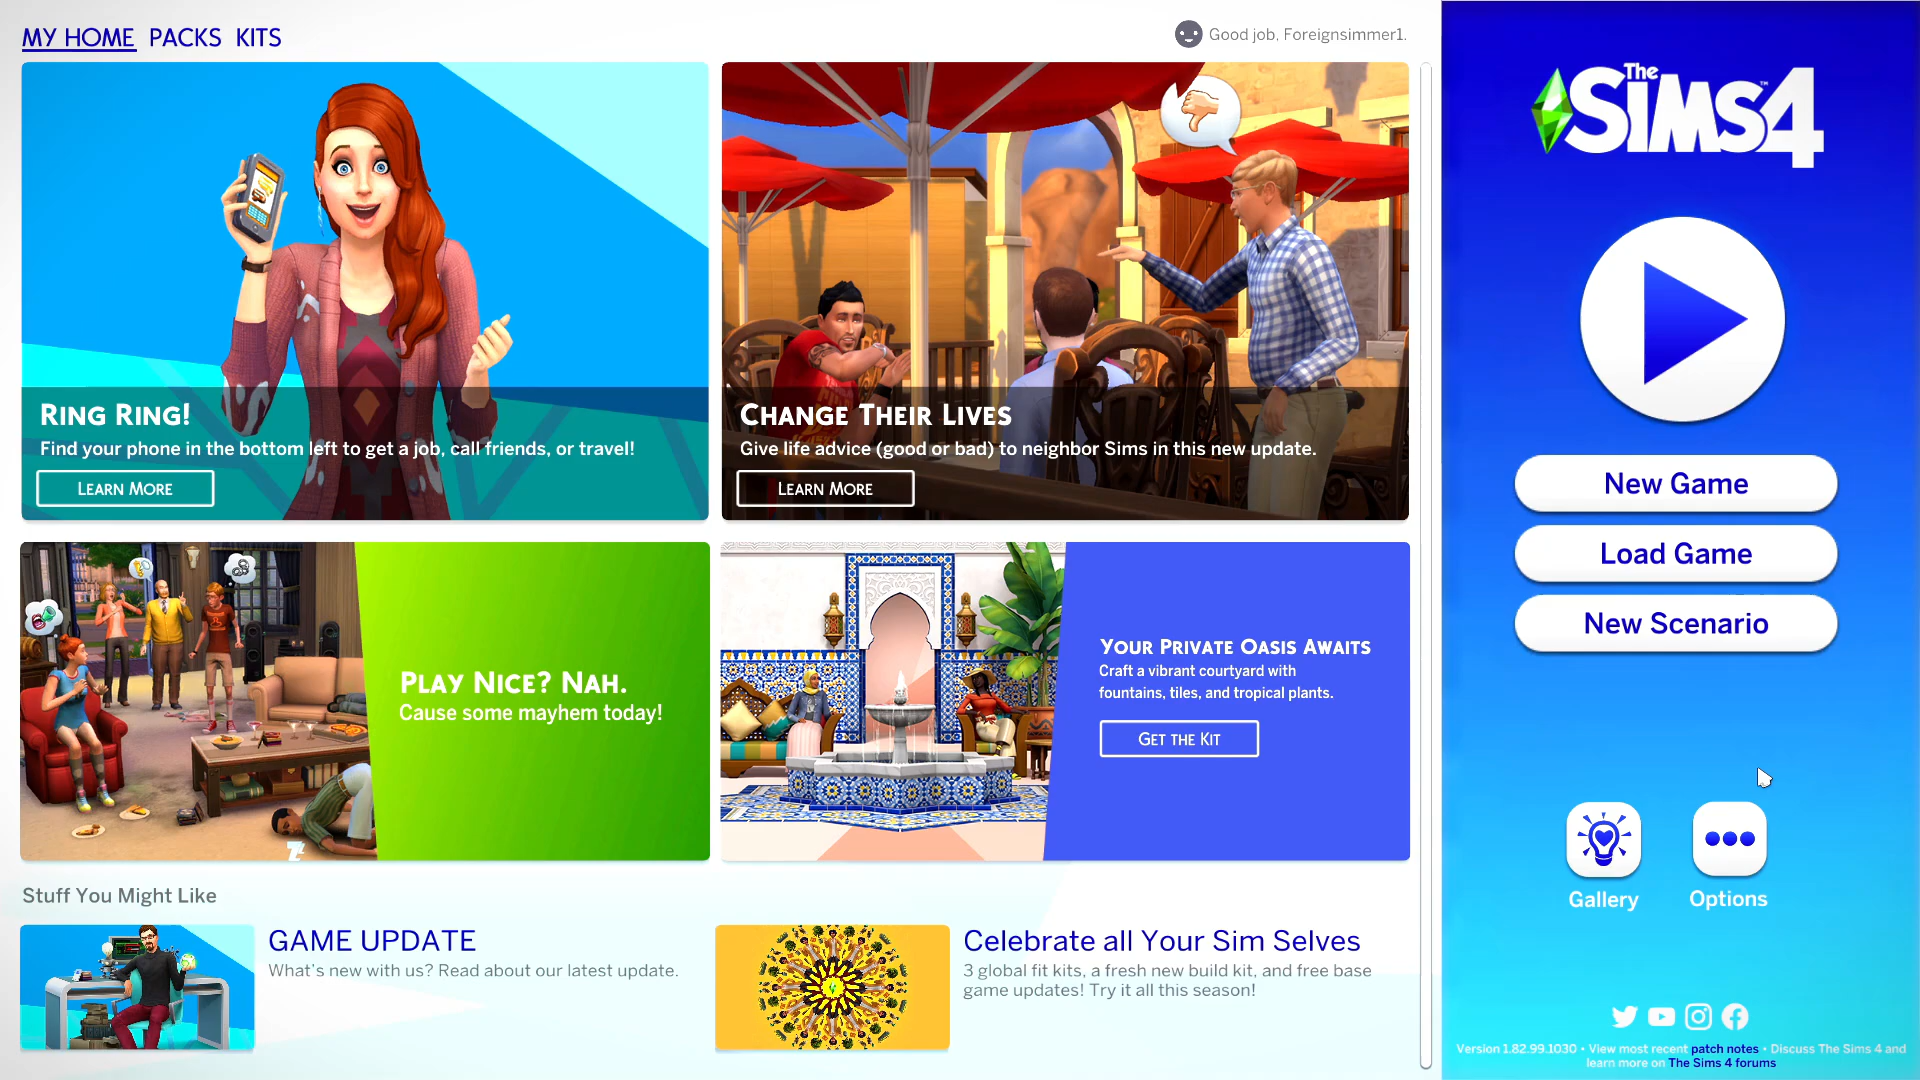 MY HOME PACKS KITS
Good job, Foreignsimmer1.
RING RING!
Find your phone in the bottom left to get a job, call friends, or travel!
LEARN MORE
CHANGE THEIR LIVES
Give life advice (good or bad) to neighbor Sims in this new update.
LEARN MORE
PLAY NICE? NAH.
Cause some mayhem today!
YOUR PRIVATE OASIS AWAITS
Craft a vibrant courtyard with
fountains, tiles, and tropical plants.
GET THE KIT
Stuff You Might Like
GAME UPDATE
What's new with us? Read about our latest update.
Celebrate all Your Sim Selves
3 global fit kits, a fresh new build kit, and free base
game updates! Try it all this season!
The
SiMS4™
New Game
Load Game
New Scenario
Gallery
Options
Version 1.82.99.1030 • View most recent patch notes • Discuss The Sims 4 and
learn more on The Sims 4 forums